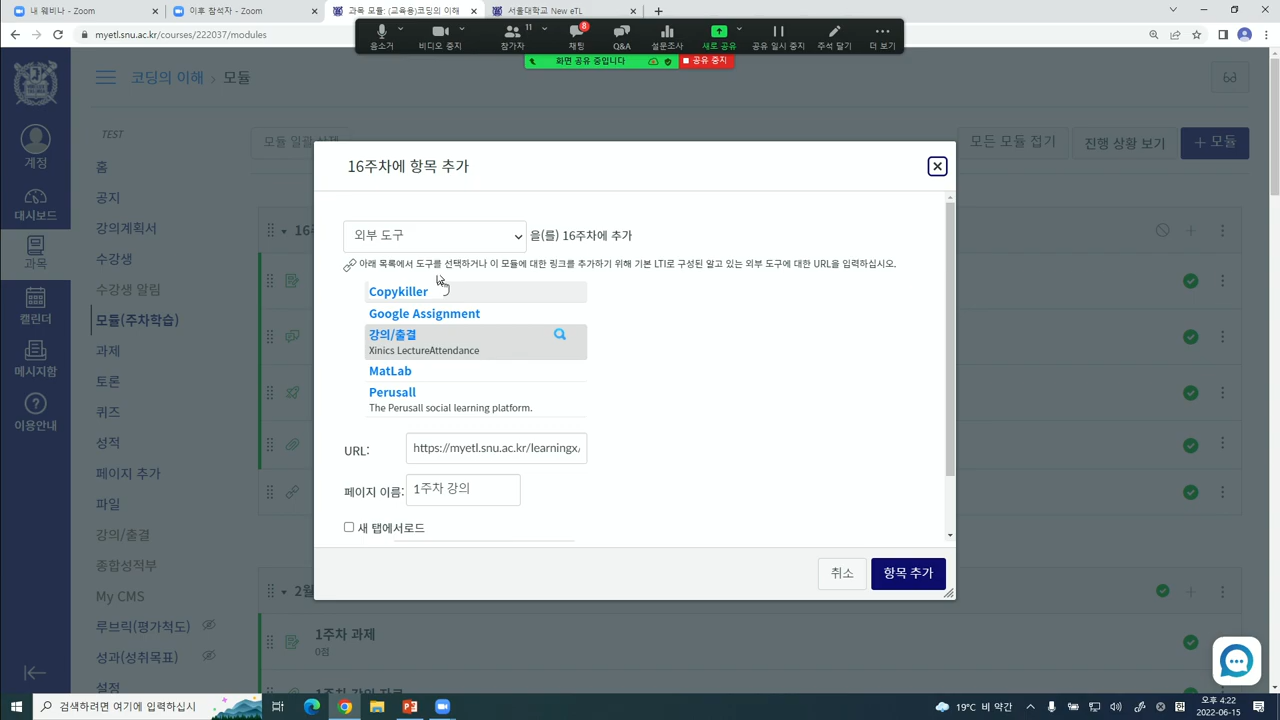 내 웨비나 - Zoom
이후 참석자 - Zoom
과목 모듈: (교육용)코딩의 이해
서울대학교 New eTL
myetl.snu.ac.kr/courses/222037/modules
음소거
비디오 중지
11
참가자
8
채팅
Q&A
설문조사
새로 공유
공유 일시 중지
주석 달기
더 보기
화면 공유 중입니다
공유 중지
코딩의 이해 › 모듈
계정
대시보드
과목
캘린더
메시지함
이용안내
TEST
홈
공지
강의계획서
수강생
수강생 알림
모듈(주차학습)
과제
토론
퀴즈
성적
페이지 추가
파일
강의/출결
종합성적부
My CMS
루브릭(평가척도)
성과(성취목표)
설정
모듈 일괄 삭제
모든 모듈 접기
진행 상황 보기
+ 모듈
16주차에 항목 추가
외부 도구
을(를) 16주차에 추가
아래 목록에서 도구를 선택하거나 이 모듈에 대한 링크를 추가하기 위해 기본 LTI로 구성된 알고 있는 외부 도구에 대한 URL을 입력하십시오.
Copykiller
Google Assignment
강의/출결
Xinics LectureAttendance
MatLab
Perusall
The Perusall social learning platform.
URL:
https://myetl.snu.ac.kr/learningx/
페이지 이름:
1주차 강의
새 탭에서로드
취소
항목 추가
1주차 과제
0점
1주차 강의 자료
검색하려면 여기에 입력하십시오
19°C 비 약간
오후 4:22
2022-06-15